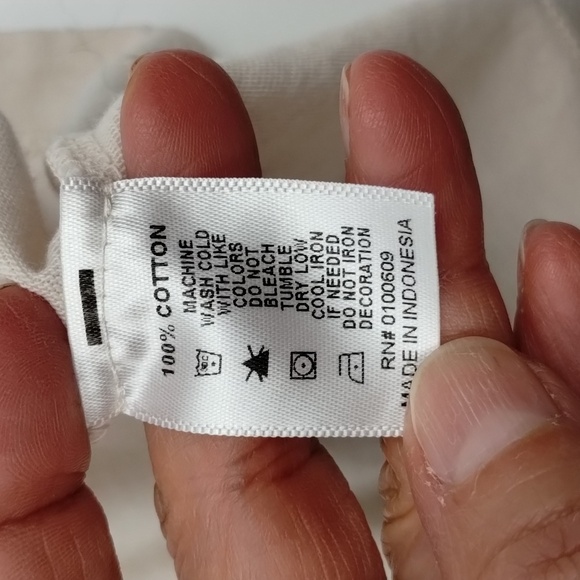 100% COTTON
MACHINE
WASH COLD
WITH LIKE
COLORS
DO NOT
BLEACH
TUMBLE
DRY LOW
COOL IRON
IF NEEDED
DO NOT IRON
DECORATION
RN# 0100609
MADE IN INDONESIA